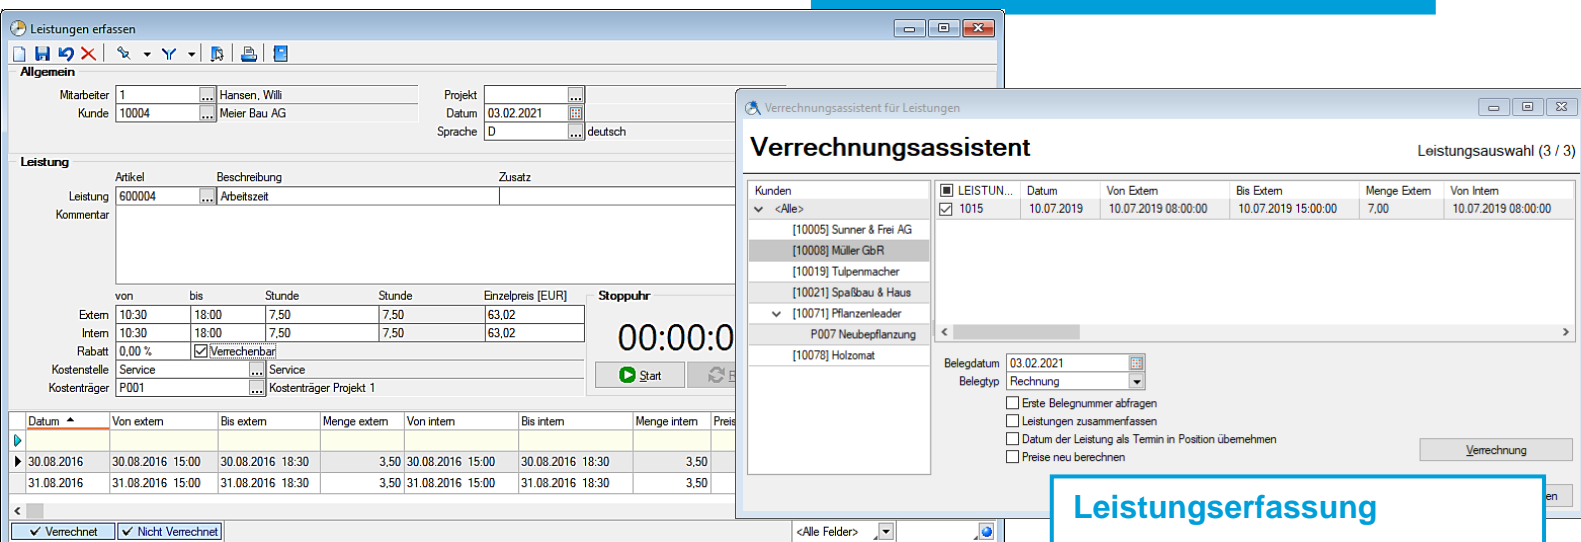 Leistungen erfassen
Allgemein
Mitarbeiter 1 ... Hansen, Willi Projekt ...
Kunde 10004 ... Meier Bau AG Datum 03.02.2021
Sprache D ... deutsch
Leistung
Artikel Beschreibung Zusatz
Leistung 600004 ... Arbeitszeit
Kommentar
von bis Stunde Stunde Einzelpreis [EUR] Stoppuhr
Extern 10:30 18:00 7,50 7,50 63,02
Intern 10:30 18:00 7,50 7,50 63,02
00:00:0
Rabatt 0,00 % Verrechenbar
Kostenstelle Service ... Service
Start
Kostenträger P001 ... Kostenträger Projekt 1
Datum Von extern Bis extern Menge extern Von intern Bis intern Menge intern Preis
30.08.2016 30.08.2016 15:00 30.08.2016 18:30 3,50 30.08.2016 15:00 30.08.2016 18:30 3,50
31.08.2016 31.08.2016 15:00 31.08.2016 18:30 3,50 31.08.2016 15:00 31.08.2016 18:30 3,50
Verrechnet Nicht Verrechnet <Alle Felder>
Verrechnungsassistent für Leistungen
Verrechnungsassistent
Leistungsauswahl (3 / 3)
Kunden
<Alle>
[10005] Sunner & Frei AG
[10008] Müller GbR
[10019] Tulpenmacher
[10021] Spaßbau & Haus
[10071] Pflanzenleader
P007 Neubepflanzung
[10078] Holzomat
LEISTUN... Datum Von Extern Bis Extern Menge Extern Von Intern
1015 10.07.2019 10.07.2019 08:00:00 10.07.2019 15:00:00 7,00 10.07.2019 08:00:00
Belegdatum 03.02.2021
Belegtyp Rechnung
Erste Belegnummer abfragen
Leistungen zusammenfassen
Datum der Leistung als Termin in Position übernehmen
Preise neu berechnen
Verrechnung
en
Leistungserfassung